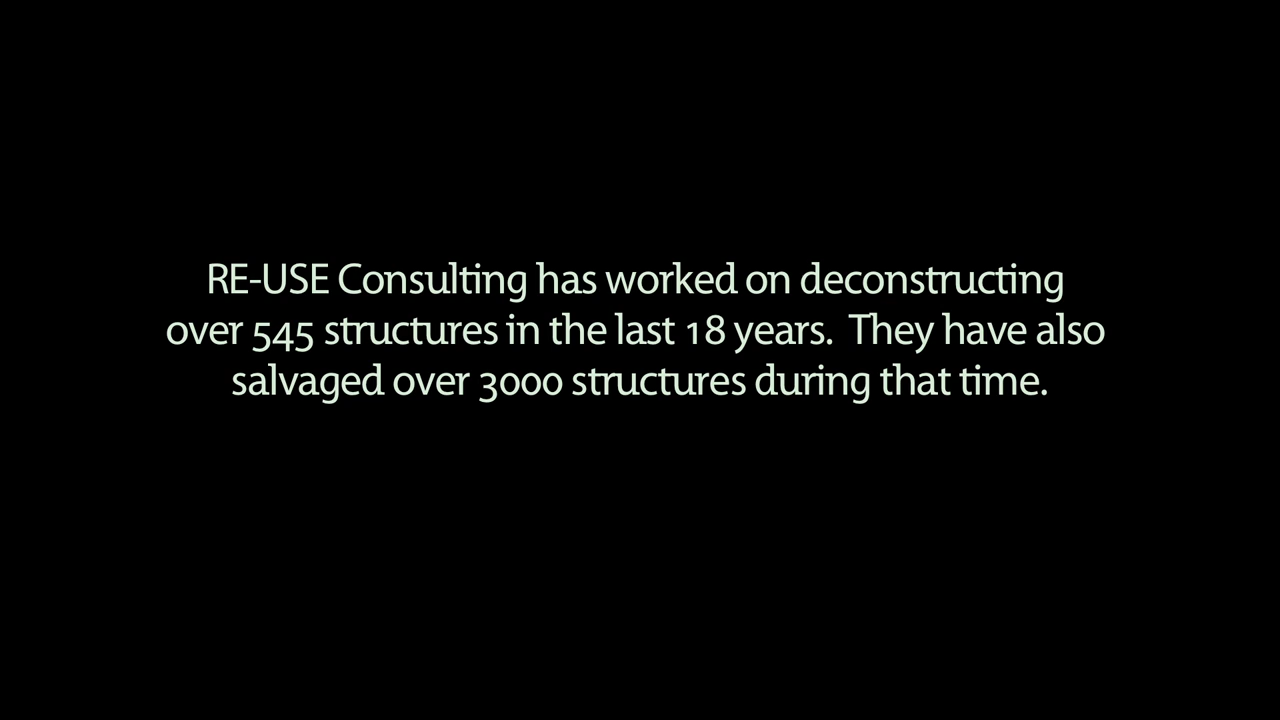 RE-USE Consulting has worked on deconstructing
over 545 structures in the last 18 years.  They have also
salvaged over 3000 structures during that time.